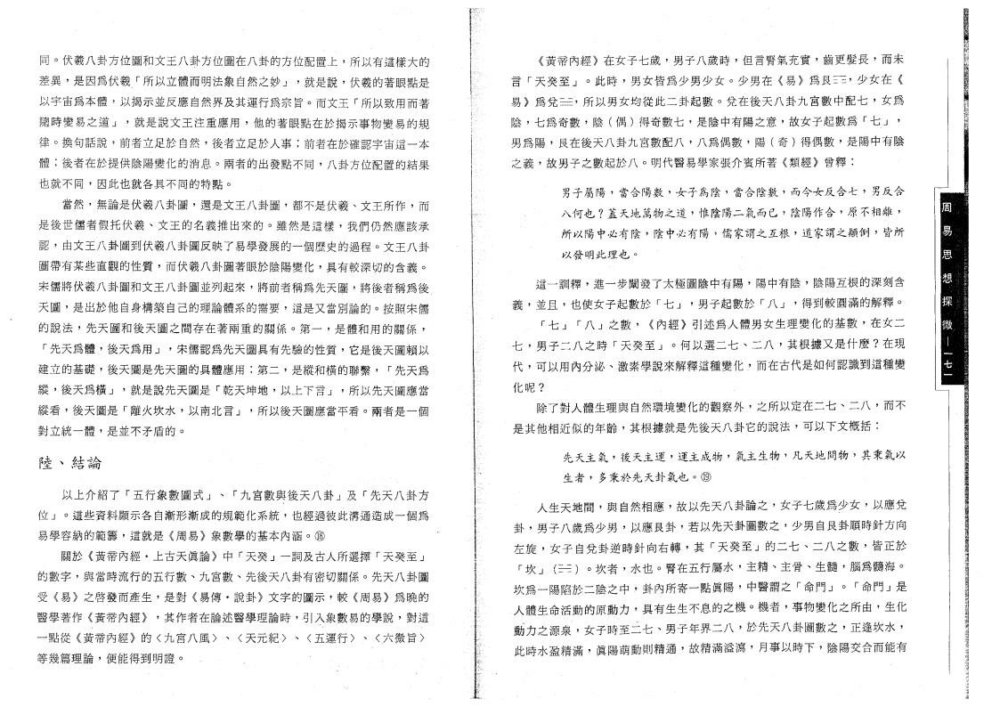 同。伏羲八卦方位圖和文王八卦方位圖在八卦的方位配置上，所以有這樣大的
差異，是因爲伏羲「所以立體而明法象自然之妙」，就是說，伏羲的著眼點是
以宇宙爲本體，以揭示並反應自然界及其運行爲宗旨。而文王「所以致用而著
隨時變易之道」，就是說文王注重應用，他的著眼點在於揭示事物變易的規
律。換句話說，前者立足於自然，後者立足於人事；前者在於確認宇宙這一本
體；後者在於提供陰陽變化的消息。兩者的出發點不同，八卦方位配置的結果
也就不同，因此也就各具不同的特點。
當然，無論是伏羲八卦圖，還是文王八卦圖，都不是伏羲、文王所作，而
是後世儒者假托伏羲、文王的名義推出來的。雖然是這樣，我們仍然應該承
認，由文王八卦圖到伏羲八卦圖反映了易學發展的一個歷史的過程。文王八卦
圖帶有某些直觀的性質，而伏羲八卦圖著眼於陰陽變化，具有較深切的含義。
宋儒將伏羲八卦圖和文王八卦圖並列起來，將前者稱爲先天圖，將後者稱爲後
天圖，是出於他自身構築自己的理論體系的需要，這是又當別論的。按照宋儒
的說法，先天圖和後天圖之間存在著兩重的關係。第一，是體和用的關係，
「先天爲體，後天爲用」，宋儒認爲先天圖具有先驗的性質，它是後天圖賴以
建立的基礎，後天圖是先天圖的具體應用；第二，是縱和橫的聯繫，「先天爲
縱，後天爲橫」，就是說先天圖是「乾天坤地，以上下言」，所以先天圖應當
縱看，後天圖是「離火坎水，以南北言」，所以後天圖應當平看。兩者是一個
對立統一體，是並不矛盾的。
陸、結論
以上介紹了「五行象數圖式」、「九宮數與後天八卦」及「先天八卦方
位」。這些資料顯示各自漸形漸成的規範化系統，也經過彼此溝通造成一個爲
易學容納的範籌，這就是《周易》象數學的基本內涵。⑱
關於《黃帝內經・上古天眞論》中「天癸」一詞及古人所選擇「天癸至」
的數字，與當時流行的五行數、九宮數、先後天八卦有密切關係。先天八卦圖
受《易》之啓發而產生，是對《易傳・說卦》文字的圖示，較《周易》爲晚的
醫學著作《黃帝內經》，其作者在論述醫學理論時，引入象數易的學說，對這
一點從《黃帝內經》的〈九宮八風〉、〈天元紀〉、〈五運行〉、〈六微旨〉
等幾篇理論，便能得到明證。
《黃帝內經》在女子七歲，男子八歲時，但言腎氣充實，齒更髮長，而未
言「天癸至」。此時，男女皆爲少男少女。少男在《易》爲艮☶，少女在《
易》爲兌☱，所以男女均從此二卦起數。兌在後天八卦九宮數中配七，女爲
陰，七爲奇數，陰（偶）得奇數七，是陰中有陽之意，故女子起數爲「七」，
男爲陽，艮在後天八卦九宮數配八，八爲偶數，陽（奇）得偶數，是陽中有陰
之義，故男子之數起於八。明代醫易學家張介賓所著《類經》曾釋：
男子屬陽，當合陽數，女子爲陰，當合陰數，而今女反合七，男反合
八何也？蓋天地萬物之道，惟陰陽二氣而已，陰陽作合，原不相離，
所以陽中必有陰，陰中必有陽，儒家謂之互根，道家謂之顛倒，皆所
以發明此理也。
這一訓釋，進一步闡發了太極圖陰中有陽，陽中有陰，陰陽互根的深刻含
義，並且，也使女子起數於「七」，男子起數於「八」，得到較圓滿的解釋。
「七」「八」之數，《內經》引述爲人體男女生理變化的基數，在女二
七，男子二八之時「天癸至」。何以選二七、二八，其根據又是什麼？在現
代，可以用內分泌、激素學說來解釋這種變化，而在古代是如何認識到這種變
化呢？
除了對人體生理與自然環境變化的觀察外，之所以定在二七、二八，而不
是其他相近似的年齡，其根據就是先後天八卦它的說法，可以下文概括：
先天主氣，後天主運，運主成物，氣主生物，凡天地間物，其秉氣以
生者，多秉於先天卦氣也。⑲
人生天地間，與自然相應，故以先天八卦論之，女子七歲爲少女，以應兌
卦，男子八歲爲少男，以應艮卦，若以先天卦圖數之，少男自艮卦順時針方向
左旋，女子自兌卦逆時針向右轉，其「天癸至」的二七、二八之數，皆正於
「坎」（☵）。坎者，水也。腎在五行屬水，主精、主骨、生髓，腦爲髓海。
坎爲一陽陷於二陰之中，卦內所寄一點眞陽，中醫謂之「命門」。「命門」是
人體生命活動的原動力，具有生生不息的之機。機者，事物變化之所由，生化
動力之源泉，女子時至二七、男子年界二八，於先天八卦圖數之，正逢坎水，
此時水盈精滿，眞陽萌動則精通，故精滿溢瀉，月事以時下，陰陽交合而能有
周易思想探微｜一七一